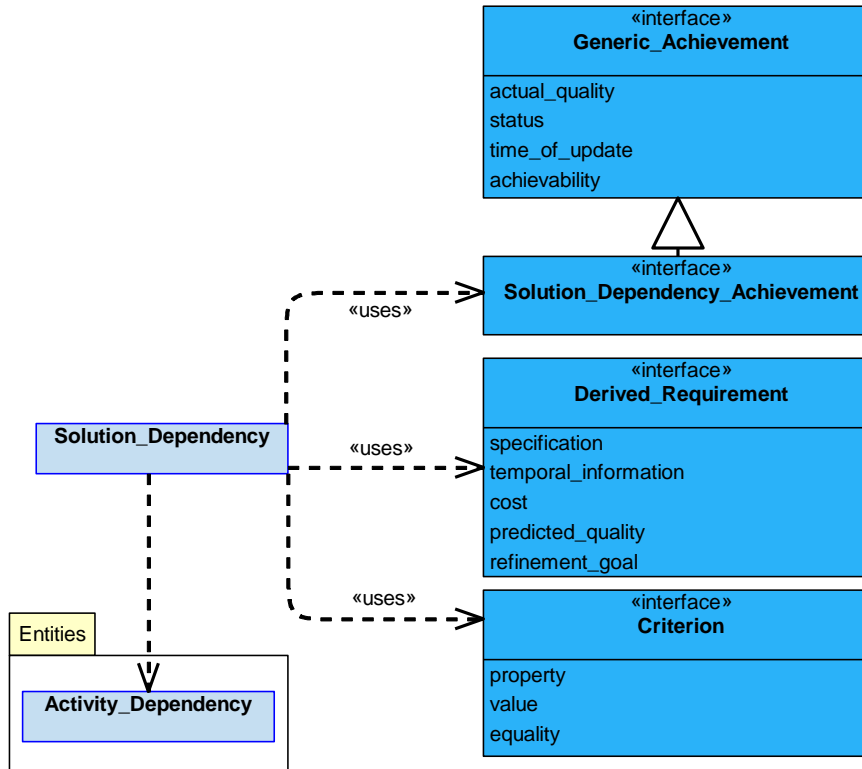 «interface»
Generic_Achievement
actual_quality
status
time_of_update
achievability
«interface»
Solution_Dependency_Achievement
«uses»
«interface»
Derived_Requirement
specification
temporal_information
cost
predicted_quality
refinement_goal
Solution_Dependency
«uses»
«uses»
«interface»
Criterion
property
value
equality
Entities
Activity_Dependency